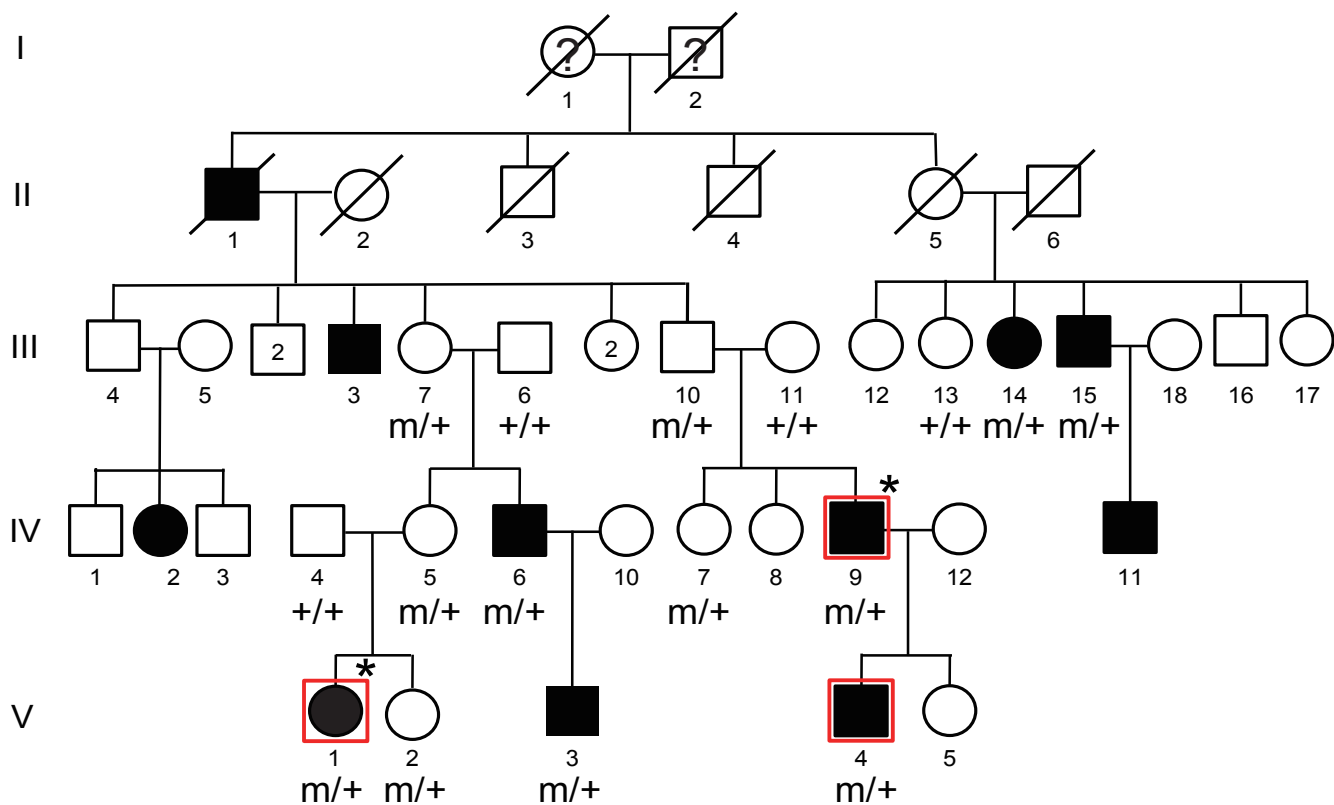 I
? ?
1 2
II
1 2 3 4 5 6
III
2 2
4 5 3 7 6 10 11 12 13 14 15 18 16 17
m/+ +/+ m/+ +/+ +/+ m/+ m/+
*
IV
1 2 3 4 5 6 10 7 8 9 12 11
+/+ m/+ m/+ m/+ m/+
*
V
1 2 3 4 5
m/+ m/+ m/+ m/+